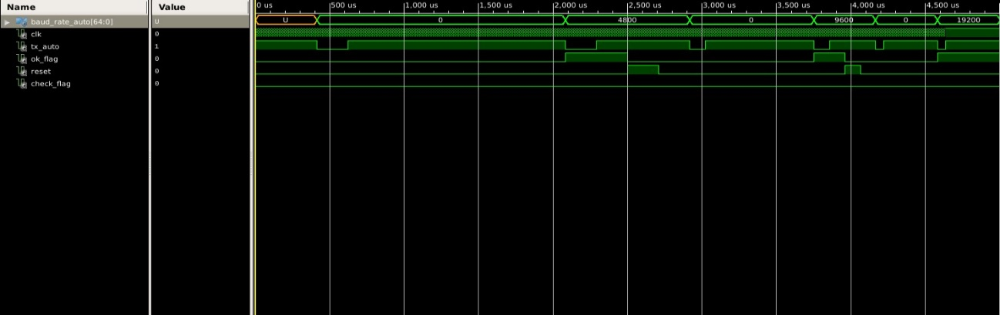 Name Value 0 us 500 us 1,000 us 1,500 us 2,000 us 2,500 us 3,000 us 3,500 us 4,000 us 4,500 us
baud_rate_auto[64:0] U U 0 4800 0 9600 0 19200
clk 0
tx_auto 1
ok_flag 0
reset 0
check_flag 0